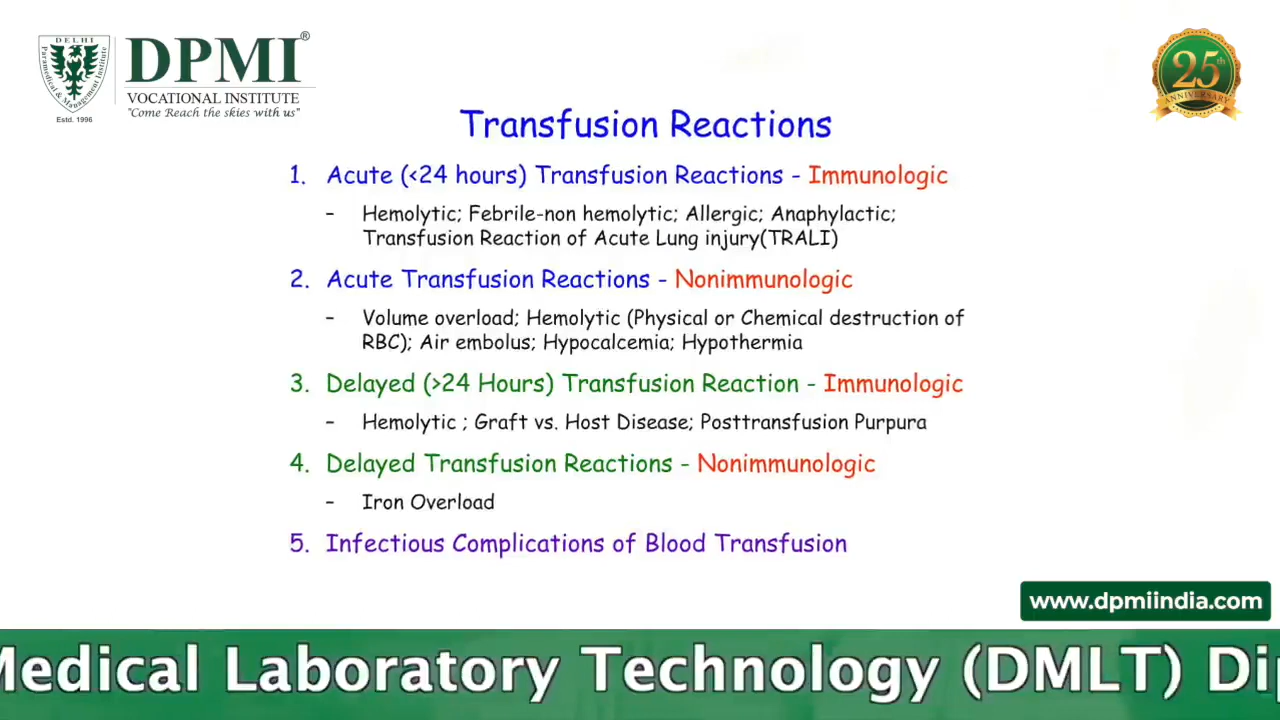 DELHI
Paramedical & Management Institute
Estd. 1996
DPMI®
VOCATIONAL INSTITUTE
"Come Reach the skies with us"
25th
ANNIVERSARY
Transfusion Reactions
1. Acute (<24 hours) Transfusion Reactions - Immunologic
- Hemolytic; Febrile-non hemolytic; Allergic; Anaphylactic;
Transfusion Reaction of Acute Lung injury(TRALI)
2. Acute Transfusion Reactions - Nonimmunologic
- Volume overload; Hemolytic (Physical or Chemical destruction of
RBC); Air embolus; Hypocalcemia; Hypothermia
3. Delayed (>24 Hours) Transfusion Reaction - Immunologic
- Hemolytic ; Graft vs. Host Disease; Posttransfusion Purpura
4. Delayed Transfusion Reactions - Nonimmunologic
- Iron Overload
5. Infectious Complications of Blood Transfusion
www.dpmiindia.com
Medical Laboratory Technology (DMLT) Dip